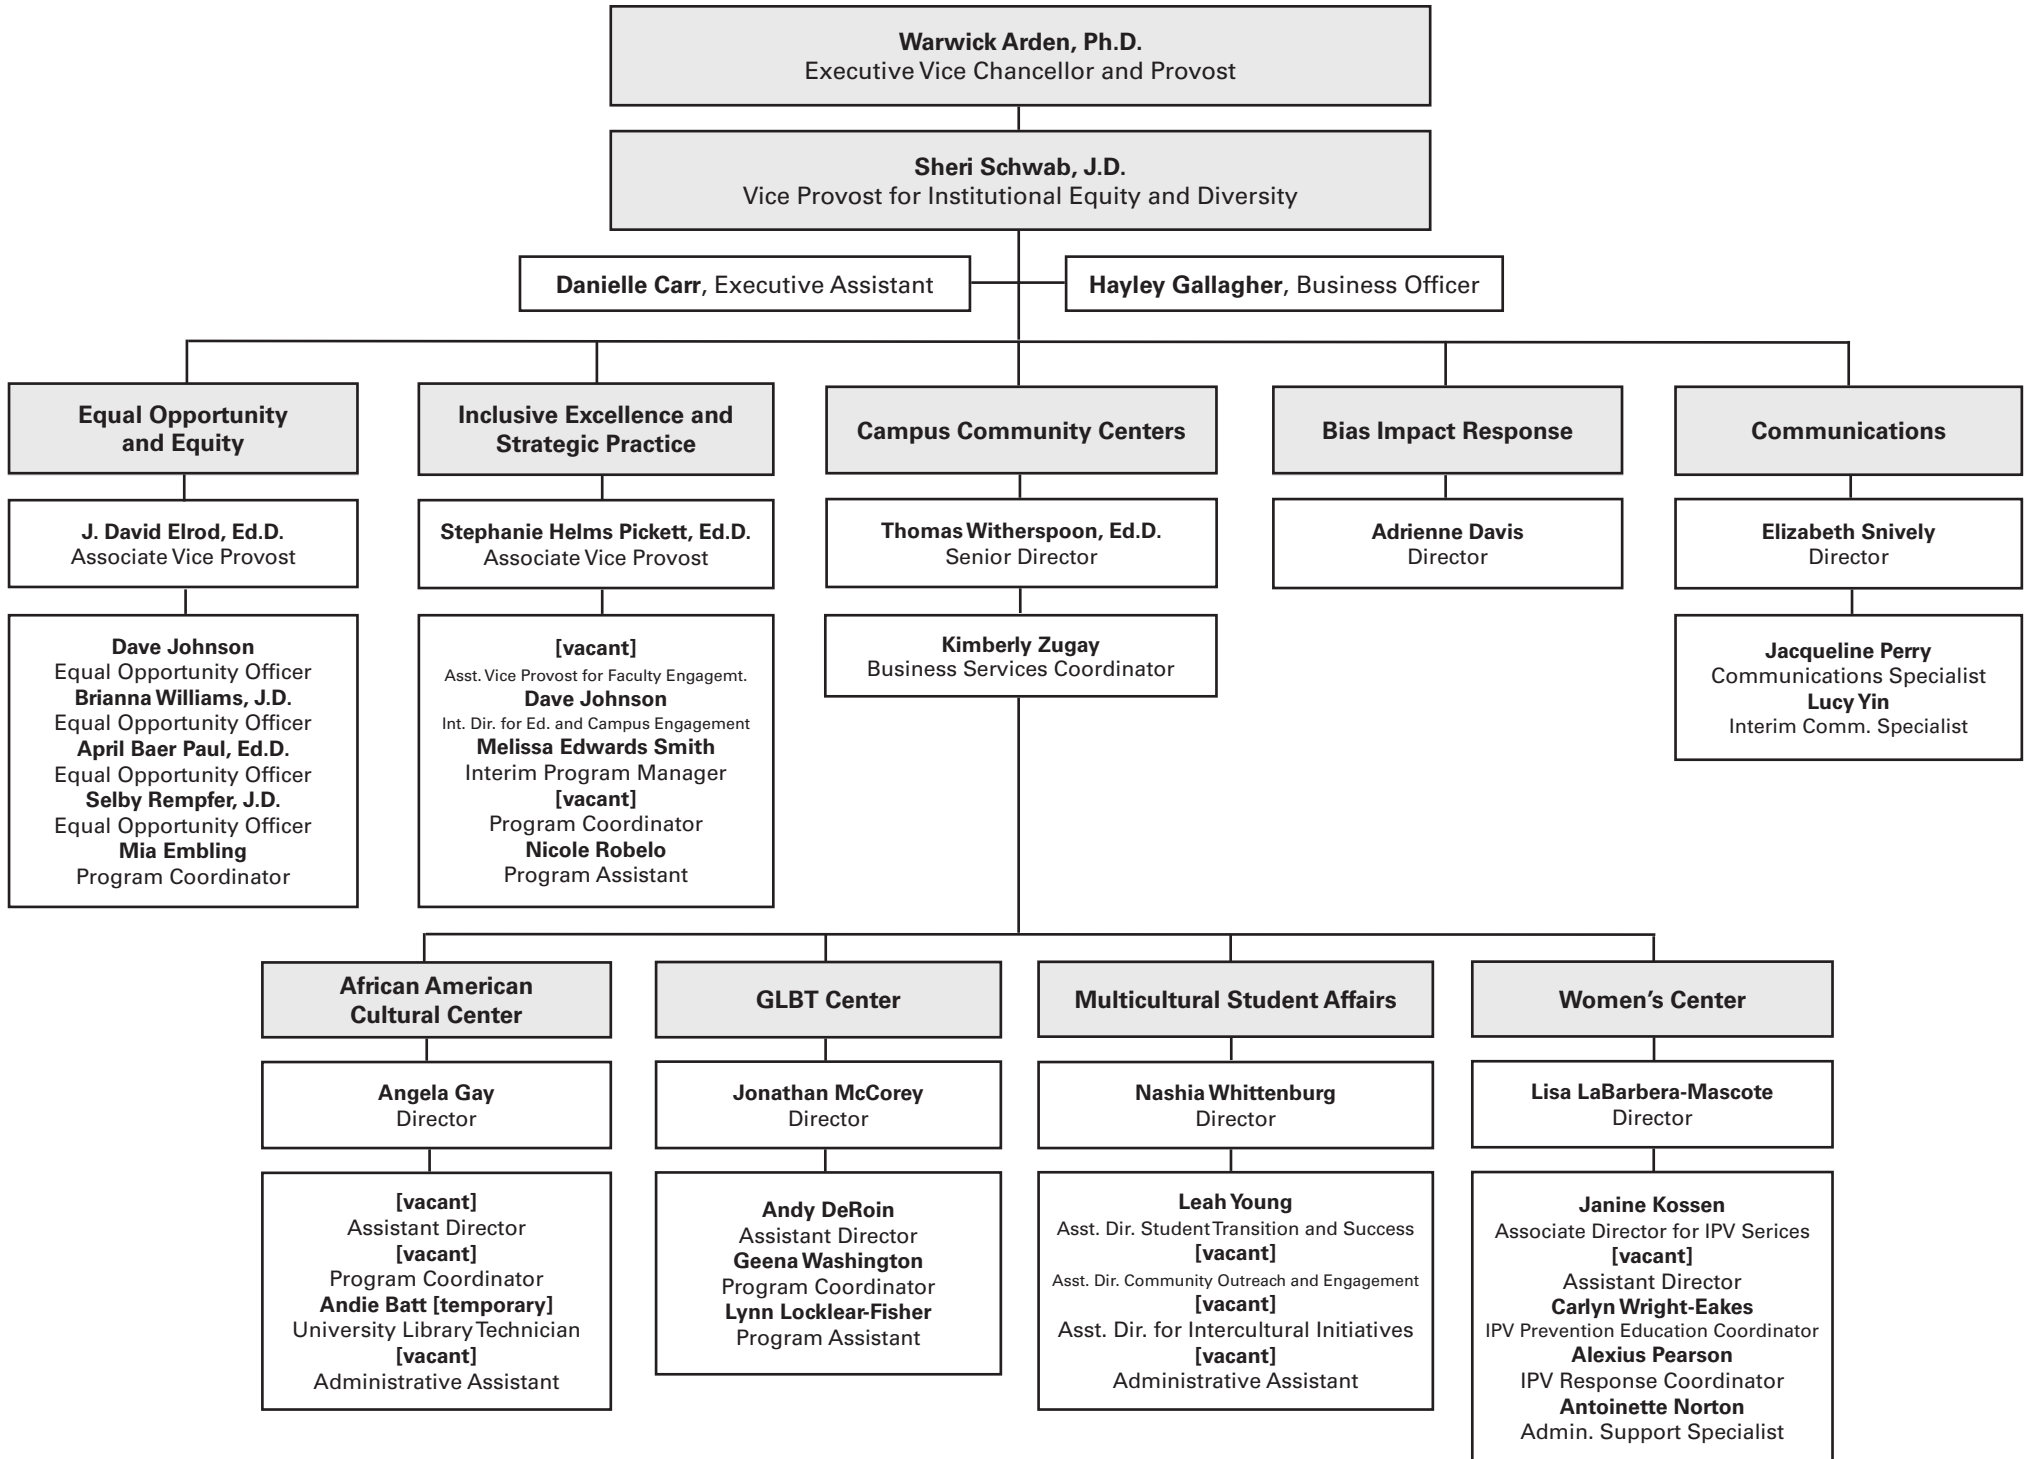 Warwick Arden, Ph.D.
Executive Vice Chancellor and Provost
Sheri Schwab, J.D.
Vice Provost for Institutional Equity and Diversity
Danielle Carr, Executive Assistant
Hayley Gallagher, Business Officer
Equal Opportunity
and Equity
J. David Elrod, Ed.D.
Associate Vice Provost
Dave Johnson
Equal Opportunity Officer
Brianna Williams, J.D.
Equal Opportunity Officer
April Baer Paul, Ed.D.
Equal Opportunity Officer
Selby Rempfer, J.D.
Equal Opportunity Officer
Mia Embling
Program Coordinator
Inclusive Excellence and
Strategic Practice
Stephanie Helms Pickett, Ed.D.
Associate Vice Provost
[vacant]
Asst. Vice Provost for Faculty Engagemt.
Dave Johnson
Int. Dir. for Ed. and Campus Engagement
Melissa Edwards Smith
Interim Program Manager
[vacant]
Program Coordinator
Nicole Robelo
Program Assistant
Campus Community Centers
Thomas Witherspoon, Ed.D.
Senior Director
Kimberly Zugay
Business Services Coordinator
Bias Impact Response
Adrienne Davis
Director
Communications
Elizabeth Snively
Director
Jacqueline Perry
Communications Specialist
Lucy Yin
Interim Comm. Specialist
African American
Cultural Center
Angela Gay
Director
[vacant]
Assistant Director
[vacant]
Program Coordinator
Andie Batt [temporary]
University Library Technician
[vacant]
Administrative Assistant
GLBT Center
Jonathan McCorey
Director
Andy DeRoin
Assistant Director
Geena Washington
Program Coordinator
Lynn Locklear-Fisher
Program Assistant
Multicultural Student Affairs
Nashia Whittenburg
Director
Leah Young
Asst. Dir. Student Transition and Success
[vacant]
Asst. Dir. Community Outreach and Engagement
[vacant]
Asst. Dir. for Intercultural Initiatives
[vacant]
Administrative Assistant
Women's Center
Lisa LaBarbera-Mascote
Director
Janine Kossen
Associate Director for IPV Serices
[vacant]
Assistant Director
Carlyn Wright-Eakes
IPV Prevention Education Coordinator
Alexius Pearson
IPV Response Coordinator
Antoinette Norton
Admin. Support Specialist